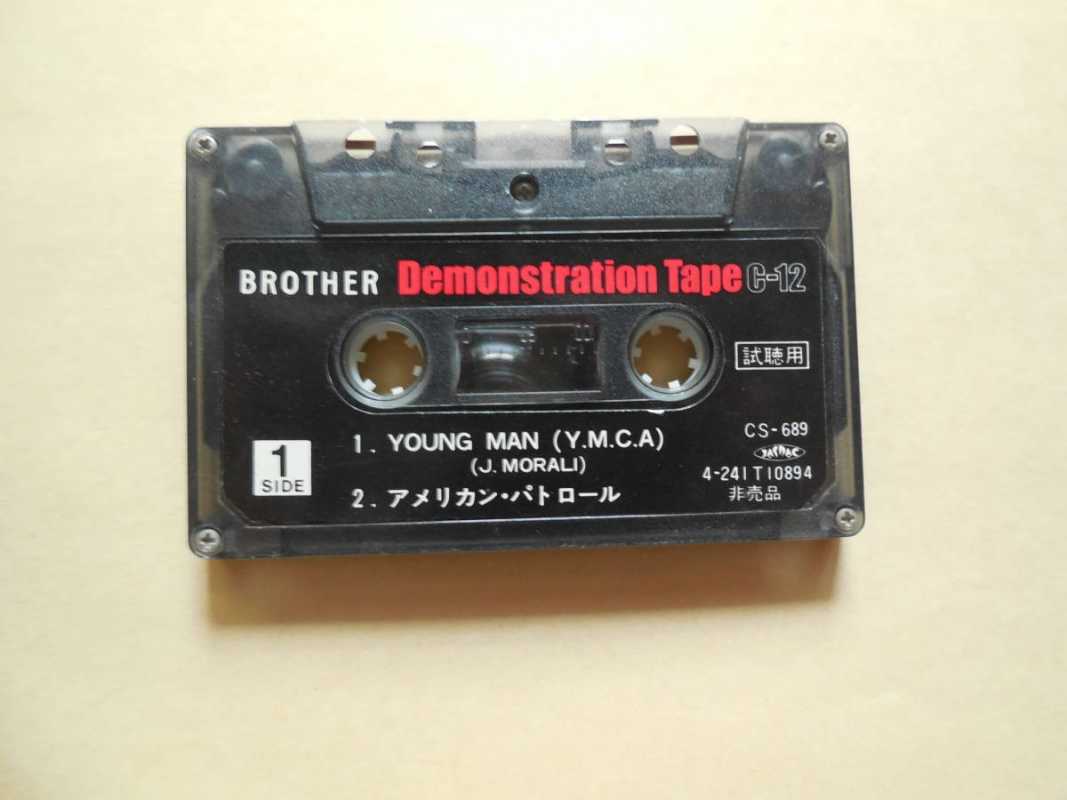 BROTHER Demonstration Tape C-12
試聴用
1. YOUNG MAN (Y.M.C.A)
(J. MORALI)
2. アメリカン・パトロール
1
SIDE
CS-689
JASRAC
4-241T10894
非売品